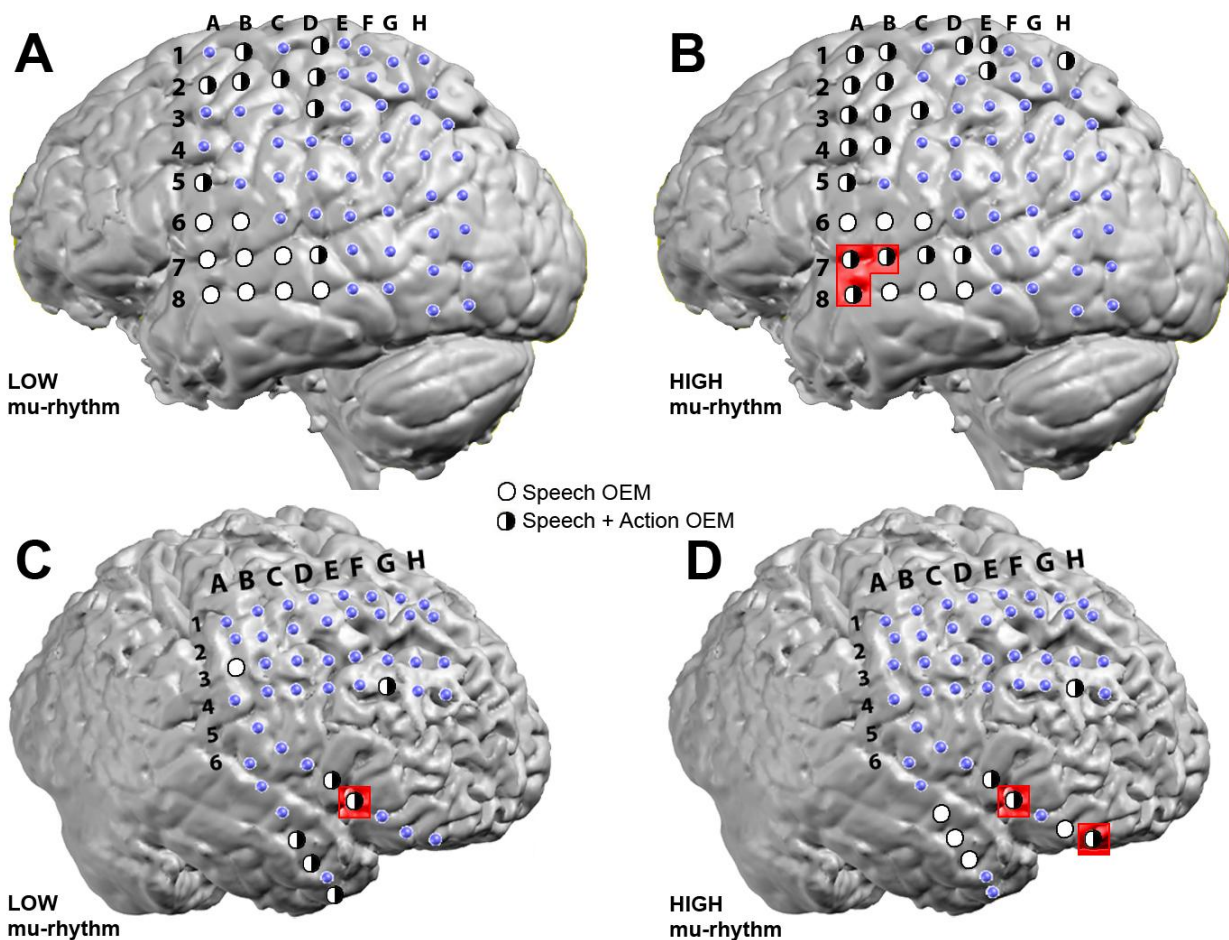 A
A B C D E F G H
1
2
3
4
5
6
7
8
LOW
mu-rhythm
B
A B C D E F G H
1
2
3
4
5
6
7
8
HIGH
mu-rhythm
Speech OEM
Speech + Action OEM
C
A B C D E F G H
1
2
3
4
5
6
LOW
mu-rhythm
D
A B C D E F G H
1
2
3
4
5
6
HIGH
mu-rhythm